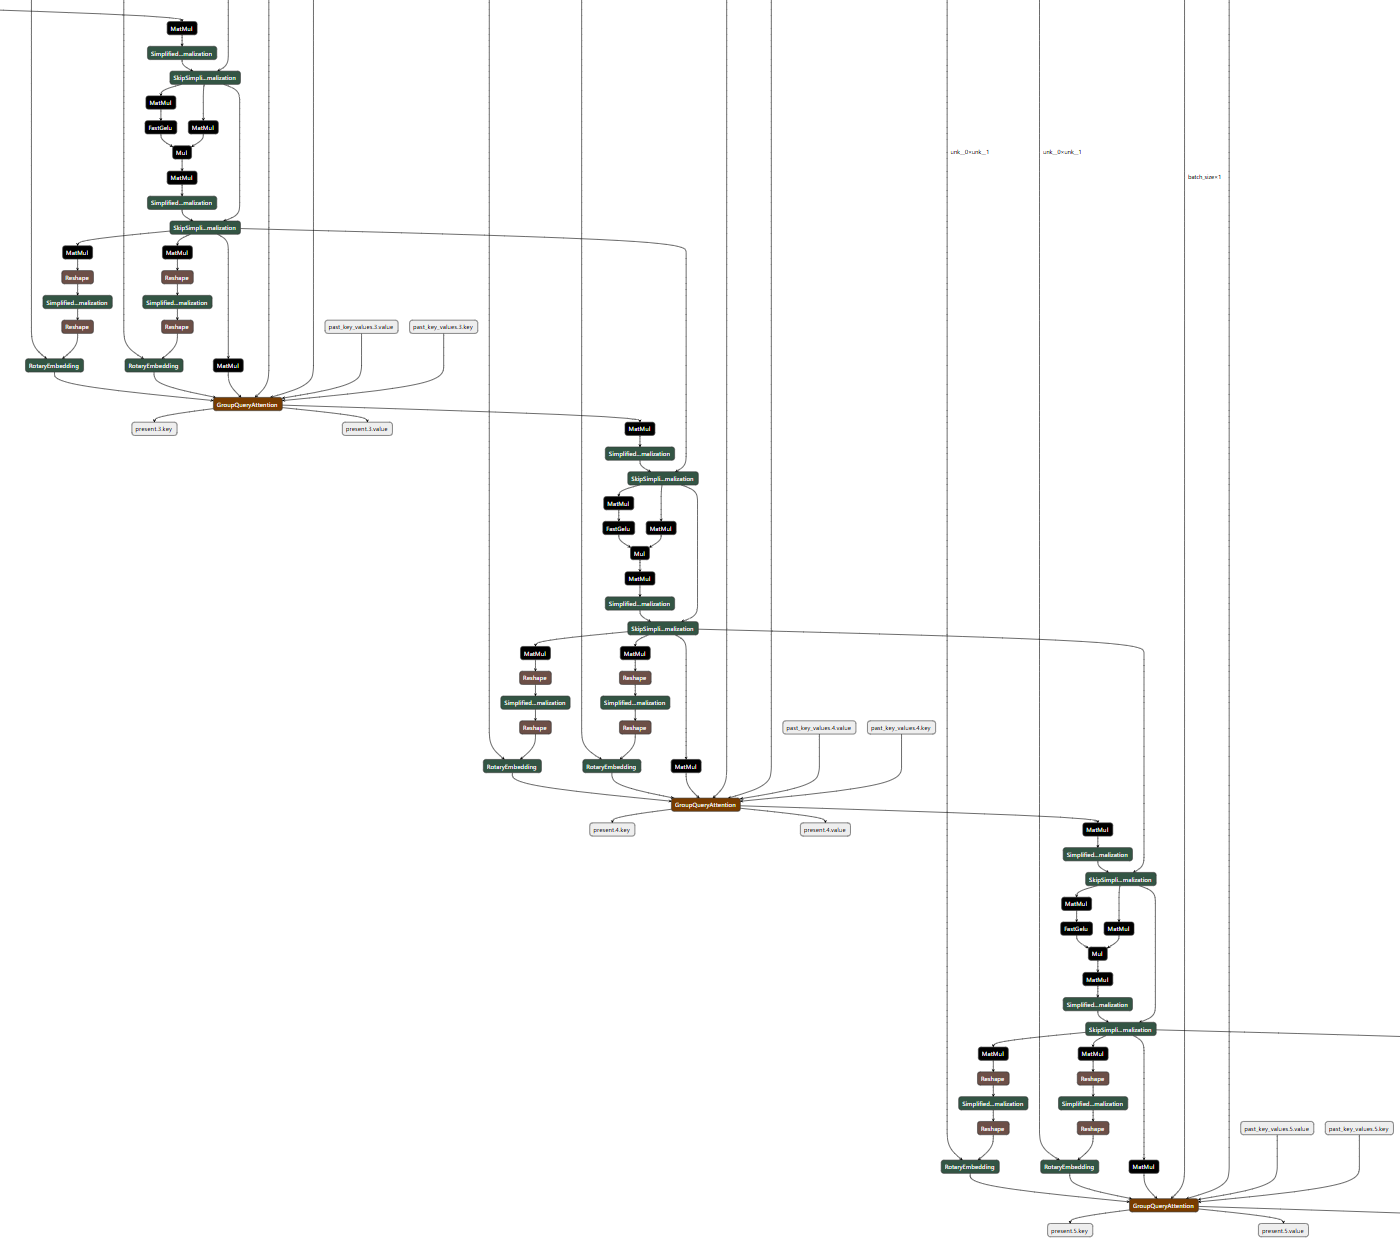 MatMul
Simplified...malization
SkipSimpli...malization
MatMul
FastGelu
MatMul
Mul
unk__0×unk__1
unk__0×unk__1
MatMul
batch_size×1
Simplified...malization
SkipSimpli...malization
MatMul
MatMul
Reshape
Reshape
Simplified...malization
Simplified...malization
Reshape
Reshape
past_key_values.3.value
past_key_values.3.key
RotaryEmbedding
RotaryEmbedding
MatMul
GroupQueryAttention
present.3.key
present.3.value
MatMul
Simplified...malization
SkipSimpli...malization
MatMul
FastGelu
MatMul
Mul
MatMul
Simplified...malization
SkipSimpli...malization
MatMul
MatMul
Reshape
Reshape
Simplified...malization
Simplified...malization
Reshape
Reshape
past_key_values.4.value
past_key_values.4.key
RotaryEmbedding
RotaryEmbedding
MatMul
GroupQueryAttention
present.4.key
present.4.value
MatMul
Simplified...malization
SkipSimpli...malization
MatMul
FastGelu
MatMul
Mul
MatMul
Simplified...malization
SkipSimpli...malization
MatMul
MatMul
Reshape
Reshape
Simplified...malization
Simplified...malization
Reshape
Reshape
past_key_values.5.value
past_key_values.5.key
RotaryEmbedding
RotaryEmbedding
MatMul
GroupQueryAttention
present.5.key
present.5.value